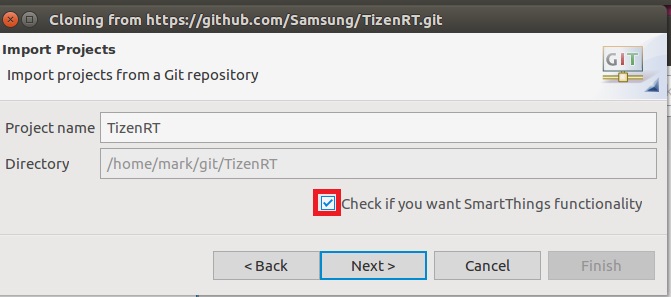 Cloning from https://github.com/Samsung/TizenRT.git
Import Projects
Import projects from a Git repository
GIT
Project name TizenRT
Directory /home/mark/git/TizenRT
Check if you want SmartThings functionality
< Back Next > Cancel Finish